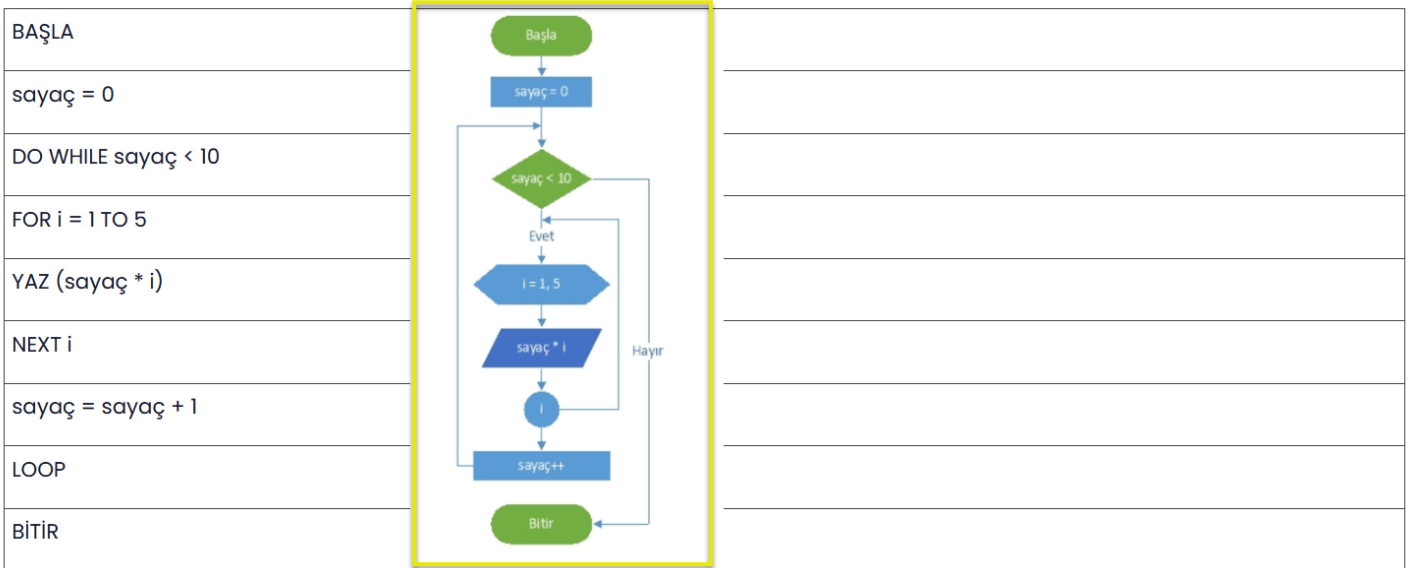 BAŞLA
sayaç = 0
DO WHILE sayaç < 10
FOR i = 1 TO 5
YAZ (sayaç * i)
NEXT i
sayaç = sayaç + 1
LOOP
BİTİR
Başla
sayaç = 0
sayaç < 10
Evet
i = 1, 5
sayaç * i
Hayır
i
sayaç++
Bitir